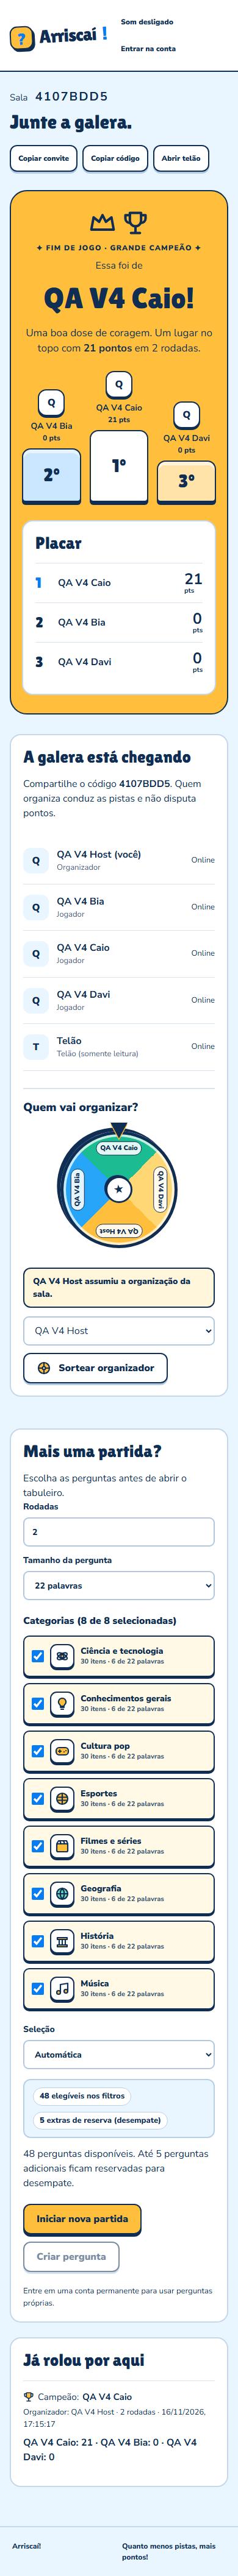 ? Arriscaí !
Som desligado
Entrar na conta
Sala 4107BDD5
Junte a galera.
Copiar convite
Copiar código
Abrir telão
✦ FIM DE JOGO · GRANDE CAMPEÃO ✦
Essa foi de
QA V4 Caio!
Uma boa dose de coragem. Um lugar no
topo com 21 pontos em 2 rodadas.
Q
QA V4 Bia
0 pts
2º
Q
QA V4 Caio
21 pts
1º
Q
QA V4 Davi
0 pts
3º
Placar
1 QA V4 Caio 21 pts
2 QA V4 Bia 0 pts
3 QA V4 Davi 0 pts
A galera está chegando
Compartilhe o código 4107BDD5. Quem
organiza conduz as pistas e não disputa
pontos.
Q QA V4 Host (você) Online
Organizador
Q QA V4 Bia Online
Jogador
Q QA V4 Caio Online
Jogador
Q QA V4 Davi Online
Jogador
T Telão Online
Telão (somente leitura)
Quem vai organizar?
QA V4 Caio
QA V4 Bia
QA V4 Davi
QA V4 Host
QA V4 Host assumiu a organização da
sala.
QA V4 Host
Sortear organizador
Mais uma partida?
Escolha as perguntas antes de abrir o
tabuleiro.
Rodadas
2
Tamanho da pergunta
22 palavras
Categorias (8 de 8 selecionadas)
Ciência e tecnologia
30 itens · 6 de 22 palavras
Conhecimentos gerais
30 itens · 6 de 22 palavras
Cultura pop
30 itens · 6 de 22 palavras
Esportes
30 itens · 6 de 22 palavras
Filmes e séries
30 itens · 6 de 22 palavras
Geografia
30 itens · 6 de 22 palavras
História
30 itens · 6 de 22 palavras
Música
30 itens · 6 de 22 palavras
Seleção
Automática
48 elegíveis nos filtros
5 extras de reserva (desempate)
48 perguntas disponíveis. Até 5 perguntas
adicionais ficam reservadas para
desempate.
Iniciar nova partida
Criar pergunta
Entre em uma conta permanente para usar perguntas
próprias.
Já rolou por aqui
Campeão: QA V4 Caio
Organizador: QA V4 Host · 2 rodadas · 16/11/2026,
17:15:17
QA V4 Caio: 21 · QA V4 Bia: 0 · QA V4
Davi: 0
Arriscaí!
Quanto menos pistas, mais
pontos!